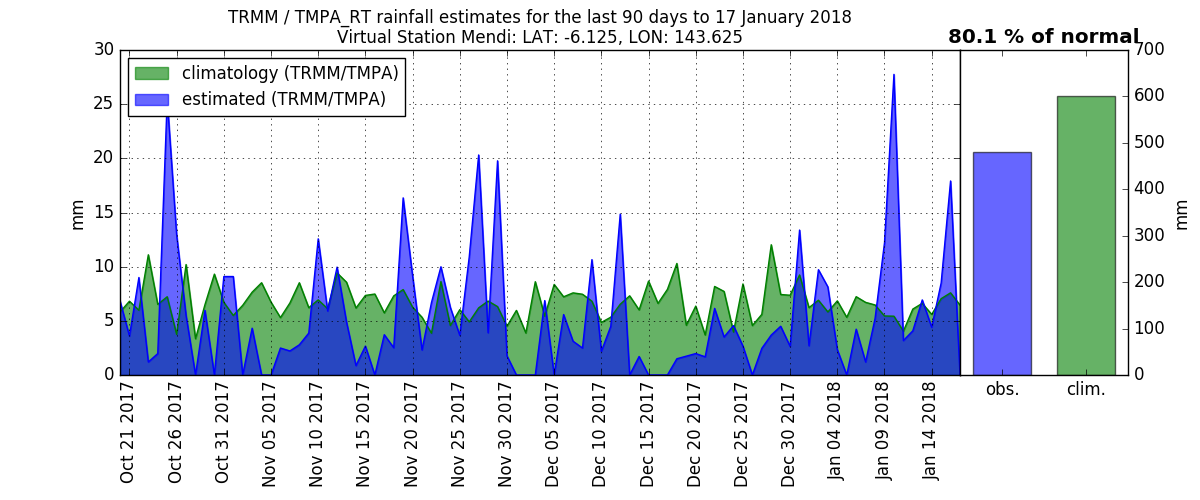 TRMM / TMPA_RT rainfall estimates for the last 90 days to 17 January 2018
Virtual Station Mendi: LAT: -6.125, LON: 143.625
80.1 % of normal
climatology (TRMM/TMPA)
estimated (TRMM/TMPA)
30
25
20
15
10
5
0
mm
Oct 21 2017
Oct 26 2017
Oct 31 2017
Nov 05 2017
Nov 10 2017
Nov 15 2017
Nov 20 2017
Nov 25 2017
Nov 30 2017
Dec 05 2017
Dec 10 2017
Dec 15 2017
Dec 20 2017
Dec 25 2017
Dec 30 2017
Jan 04 2018
Jan 09 2018
Jan 14 2018
obs.
clim.
700
600
500
400
300
200
100
0
mm